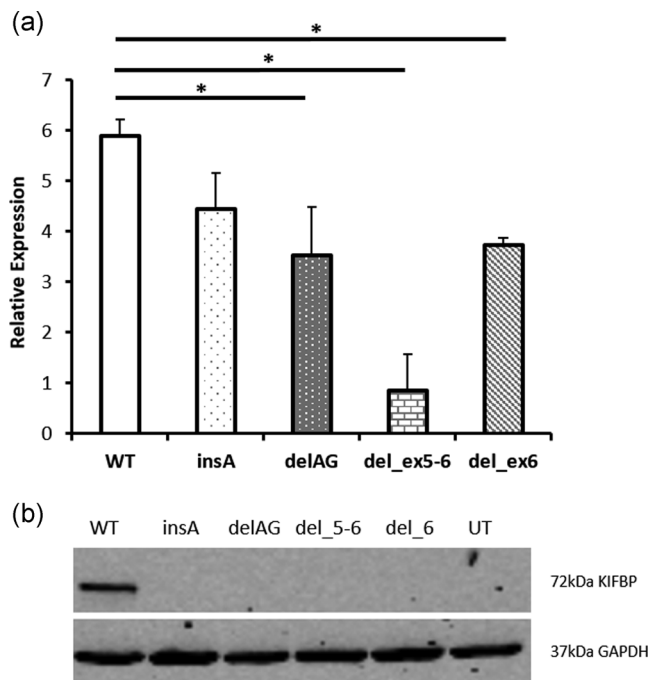 (a)
*
*
*
7
6
5
4
3
2
1
0
Relative Expression
WT insA delAG del_ex5-6 del_ex6
(b)
WT insA delAG del_5-6 del_6 UT
72kDa KIFBP
37kDa GAPDH